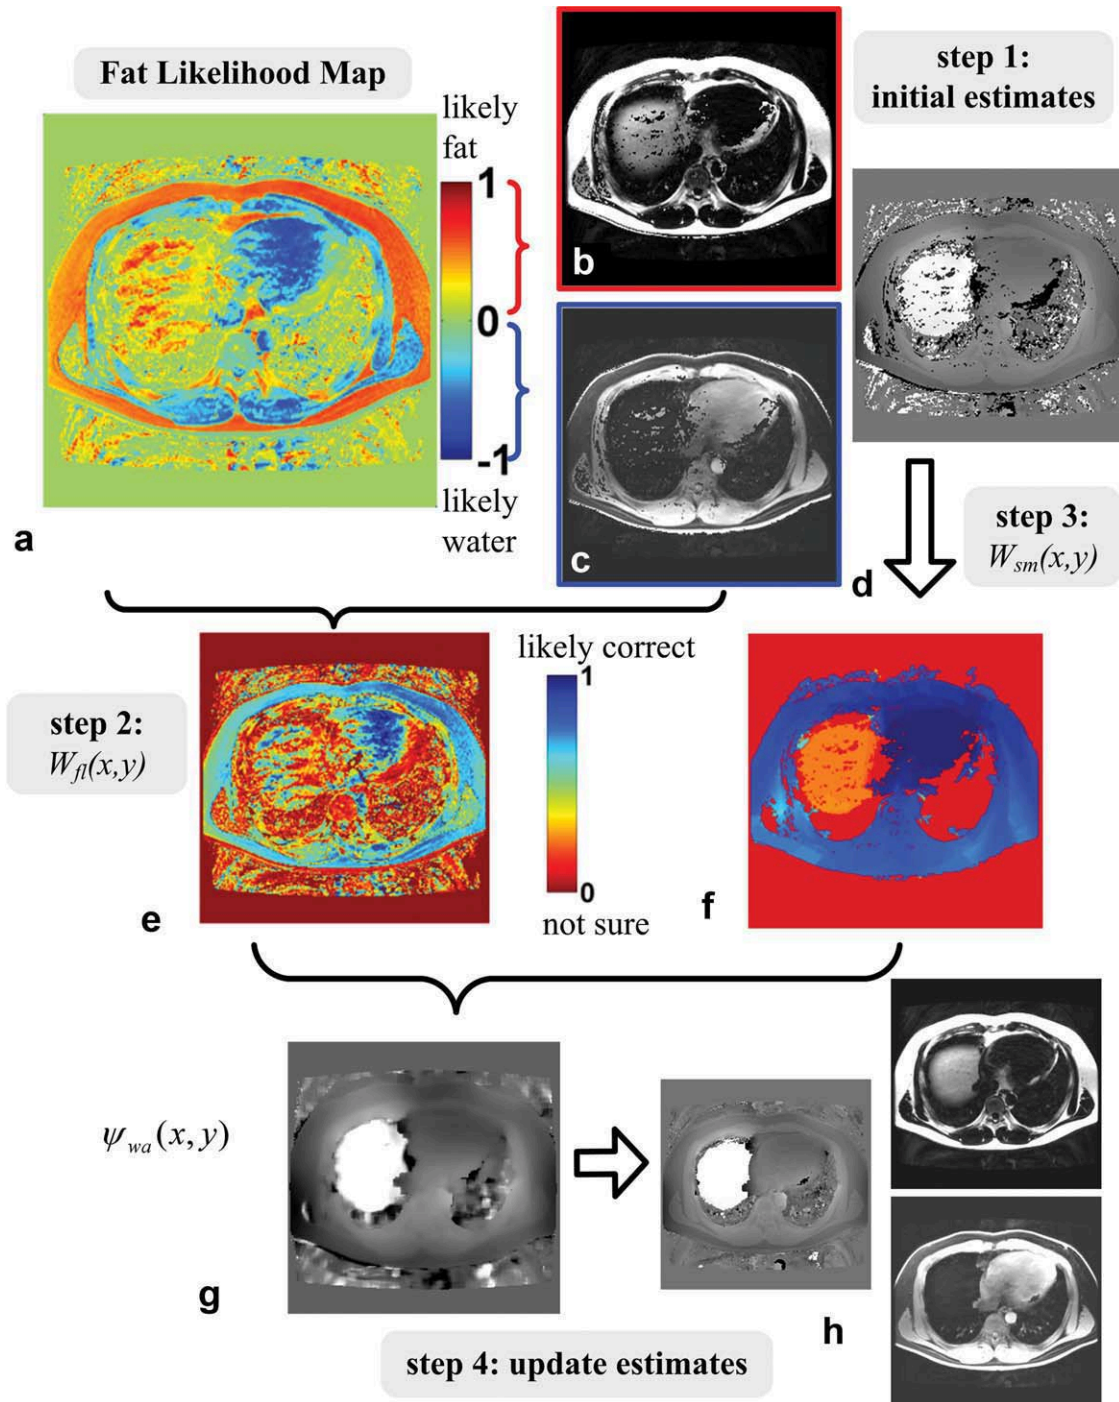 Fat Likelihood Map
likely
fat
1
0
-1
likely
water
a
b
c
step 1:
initial estimates
d
step 3:
W_sm(x,y)
step 2:
W_fl(x,y)
e
likely correct
1
0
not sure
f
ψ_wa(x, y)
g
h
step 4: update estimates